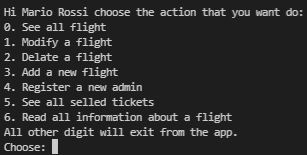 Hi Mario Rossi choose the action that you want do:
0. See all flight
1. Modify a flight
2. Delate a flight
3. Add a new flight
4. Register a new admin
5. See all selled tickets
6. Read all information about a flight
All other digit will exit from the app.
Choose: